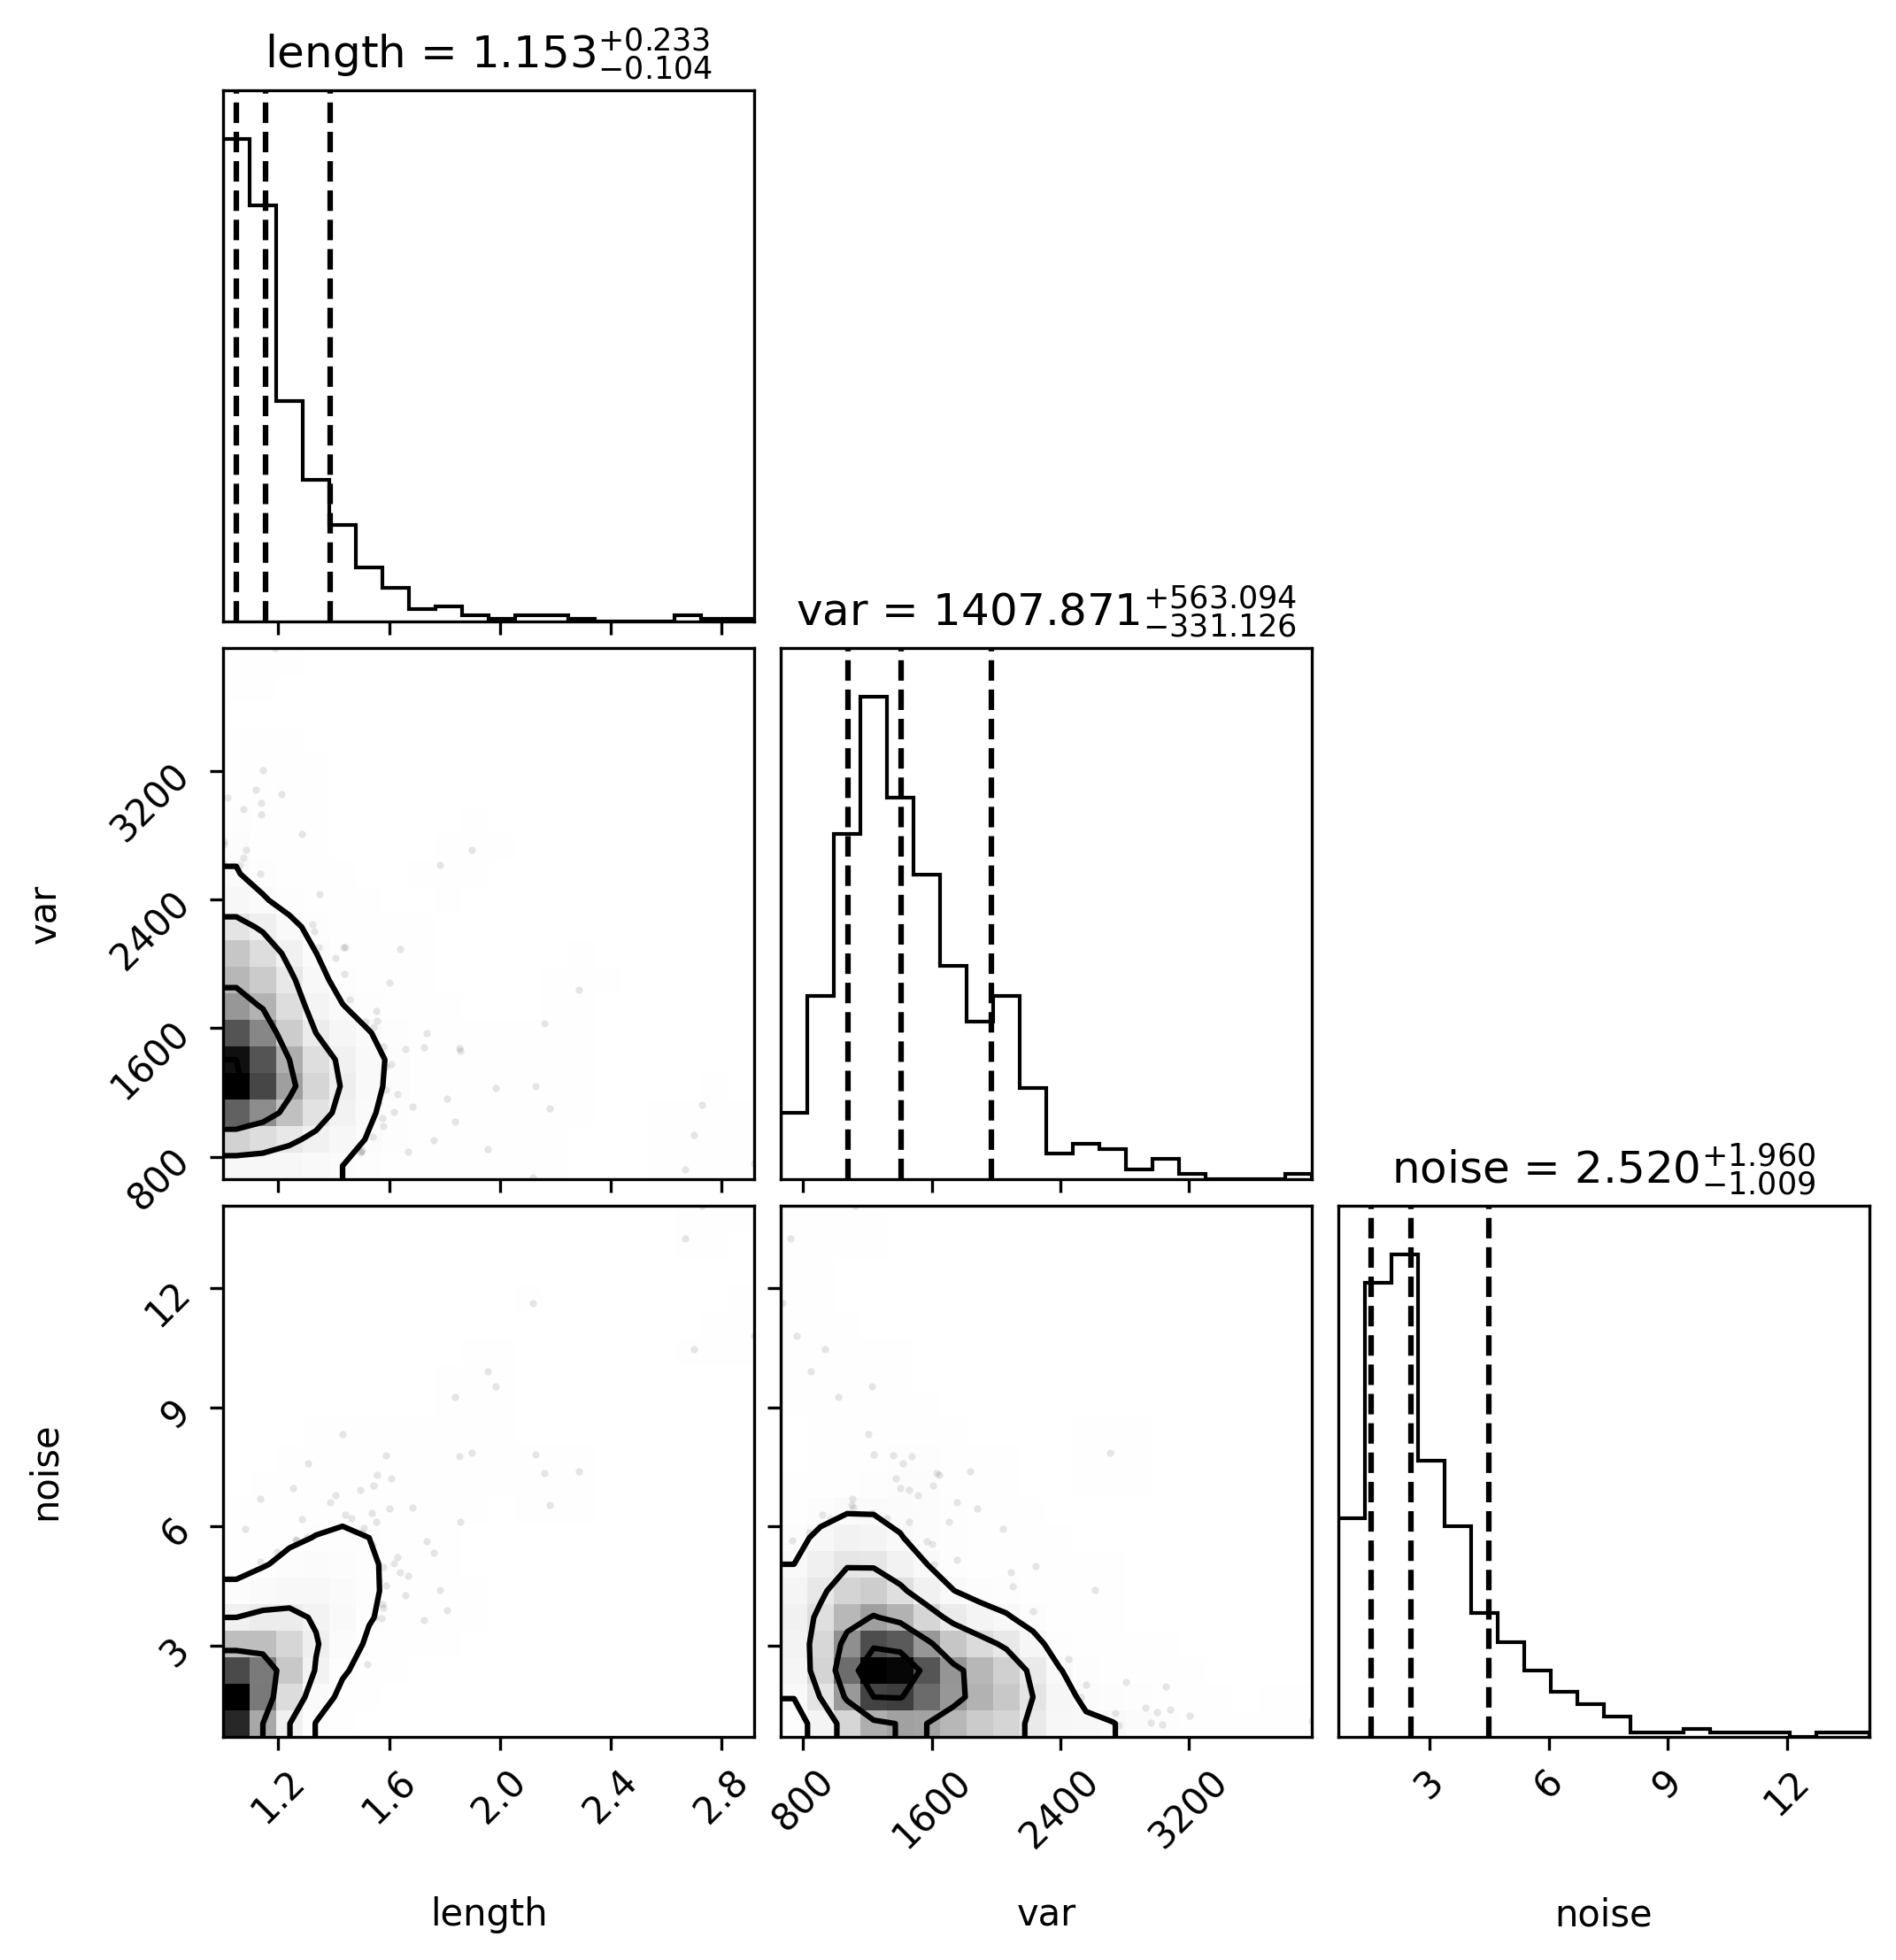 length = 1.153+0.233−0.104
var = 1407.871+563.094−331.126
3200
2400
1600
800
var
noise = 2.520+1.960−1.009
12
9
6
3
noise
1.2 1.6 2.0 2.4 2.8 800 1600 2400 3200 3 6 9 12
length var noise